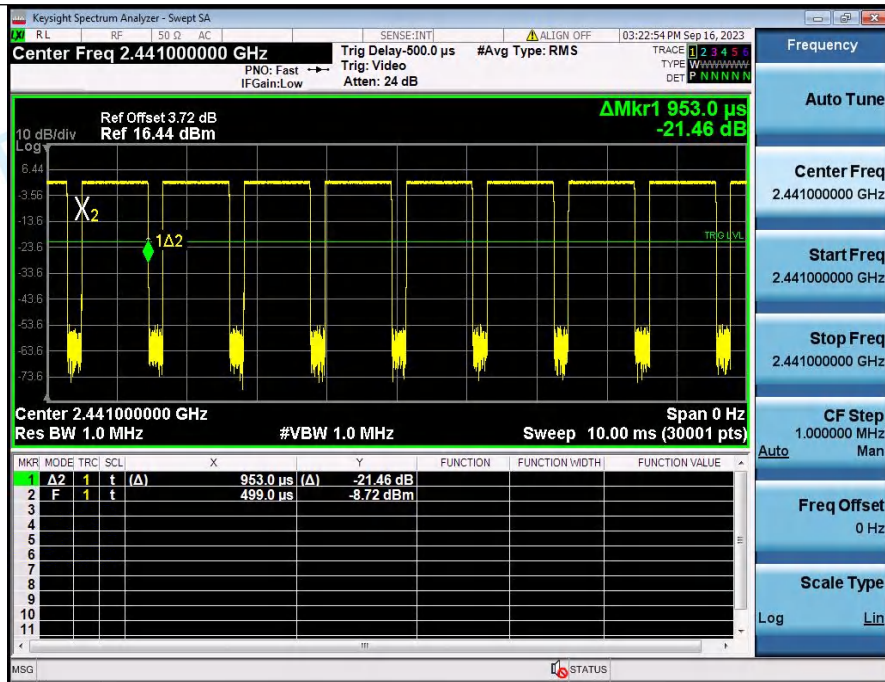 Keysight Spectrum Analyzer - Swept SA
LXI RL RF 50 Ω AC SENSE:INT ALIGN OFF 03:22:54 PM Sep 16, 2023
Center Freq 2.441000000 GHz
PNO: Fast
IFGain:Low
Trig Delay-500.0 µs
Trig: Video
Atten: 24 dB
#Avg Type: RMS
TRACE 1 2 3 4 5 6
TYPE W
DET P N N N N N
Ref Offset 3.72 dB
10 dB/div Ref 16.44 dBm
Log
ΔMkr1 953.0 µs
-21.46 dB
6.44
-3.56
-13.6
-23.6
-33.6
-43.6
-53.6
-63.6
-73.6
X2
1Δ2
TRIG LVL
Center 2.441000000 GHz Span 0 Hz
Res BW 1.0 MHz #VBW 1.0 MHz Sweep 10.00 ms (30001 pts)
MKR MODE TRC SCL X Y FUNCTION FUNCTION WIDTH FUNCTION VALUE
1 Δ2 1 t (Δ) 953.0 µs (Δ) -21.46 dB
2 F 1 t 499.0 µs -8.72 dBm
3
4
5
6
7
8
9
10
11
MSG STATUS
Frequency
Auto Tune
Center Freq
2.441000000 GHz
Start Freq
2.441000000 GHz
Stop Freq
2.441000000 GHz
CF Step
1.000000 MHz
Auto Man
Freq Offset
0 Hz
Scale Type
Log Lin